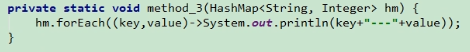 private static void method_3(HashMap<String, Integer> hm) {
hm.forEach((key,value)->System.out.println(key+"---"+value));
}